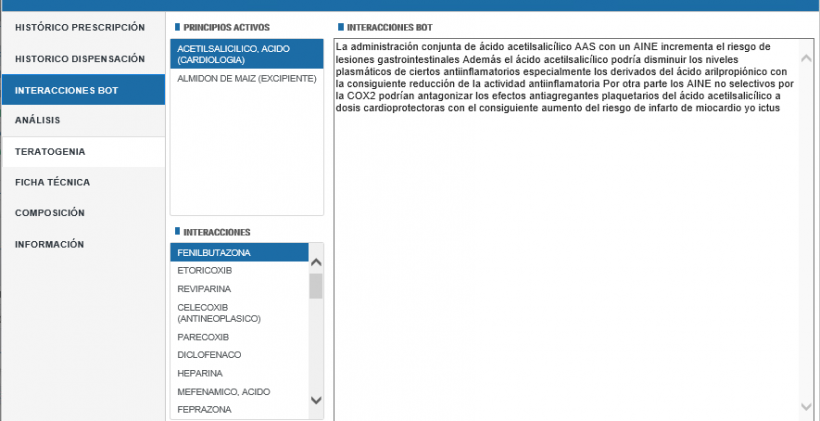 HISTÓRICO PRESCRIPCIÓN
HISTORICO DISPENSACIÓN
INTERACCIONES BOT
ANÁLISIS
TERATOGENIA
FICHA TÉCNICA
COMPOSICIÓN
INFORMACIÓN
PRINCIPIOS ACTIVOS
ACETILSALICILICO, ACIDO
(CARDIOLOGIA)
ALMIDON DE MAIZ (EXCIPIENTE)
INTERACCIONES
FENILBUTAZONA
ETORICOXIB
REVIPARINA
CELECOXIB
(ANTINEOPLASICO)
PARECOXIB
DICLOFENACO
HEPARINA
MEFENAMICO, ACIDO
FEPRAZONA
INTERACCIONES BOT
La administración conjunta de ácido acetilsalicílico AAS con un AINE incrementa el riesgo de
lesiones gastrointestinales Además el ácido acetilsalicílico podría disminuir los niveles
plasmáticos de ciertos antiinflamatorios especialmente los derivados del ácido arilpropiónico con
la consiguiente reducción de la actividad antiinflamatoria Por otra parte los AINE no selectivos por
la COX2 podrían antagonizar los efectos antiagregantes plaquetarios del ácido acetilsalicílico a
dosis cardioprotectoras con el consiguiente aumento del riesgo de infarto de miocardio yo ictus